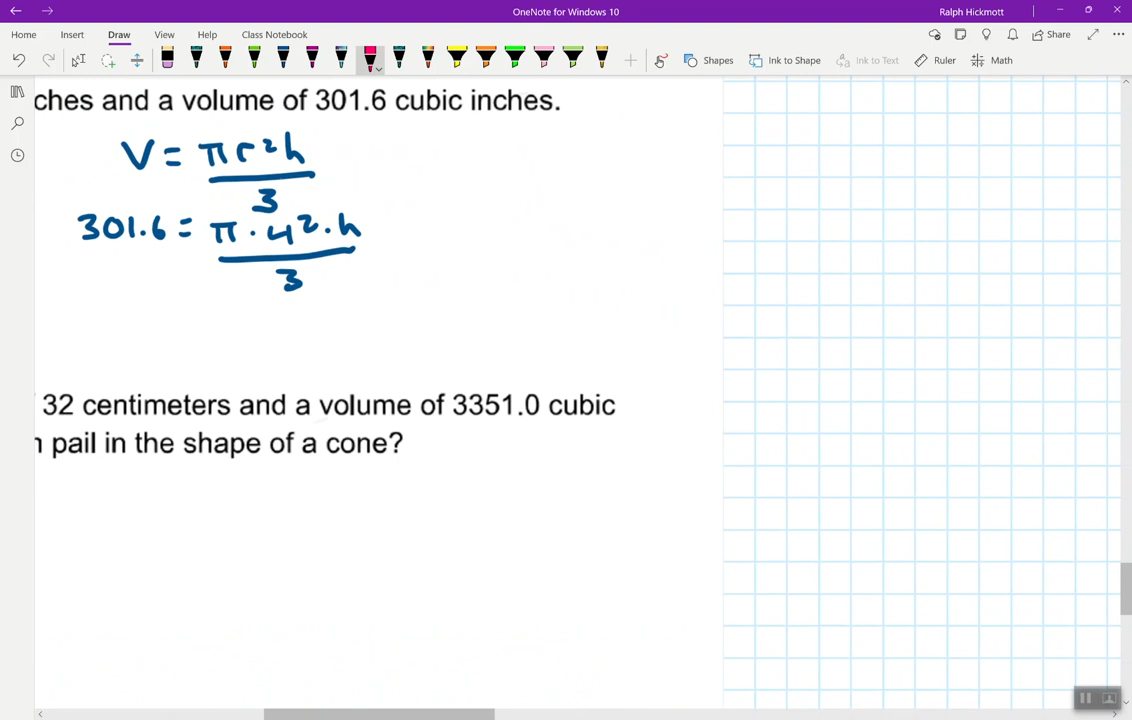 OneNote for Windows 10
Ralph Hickmott
Home Insert Draw View Help Class Notebook
Share
Shapes Ink to Shape Ink to Text Ruler Math
ches and a volume of 301.6 cubic inches.
V = πr²h
3
301.6 = π · 4² · h
3
32 centimeters and a volume of 3351.0 cubic
pail in the shape of a cone?